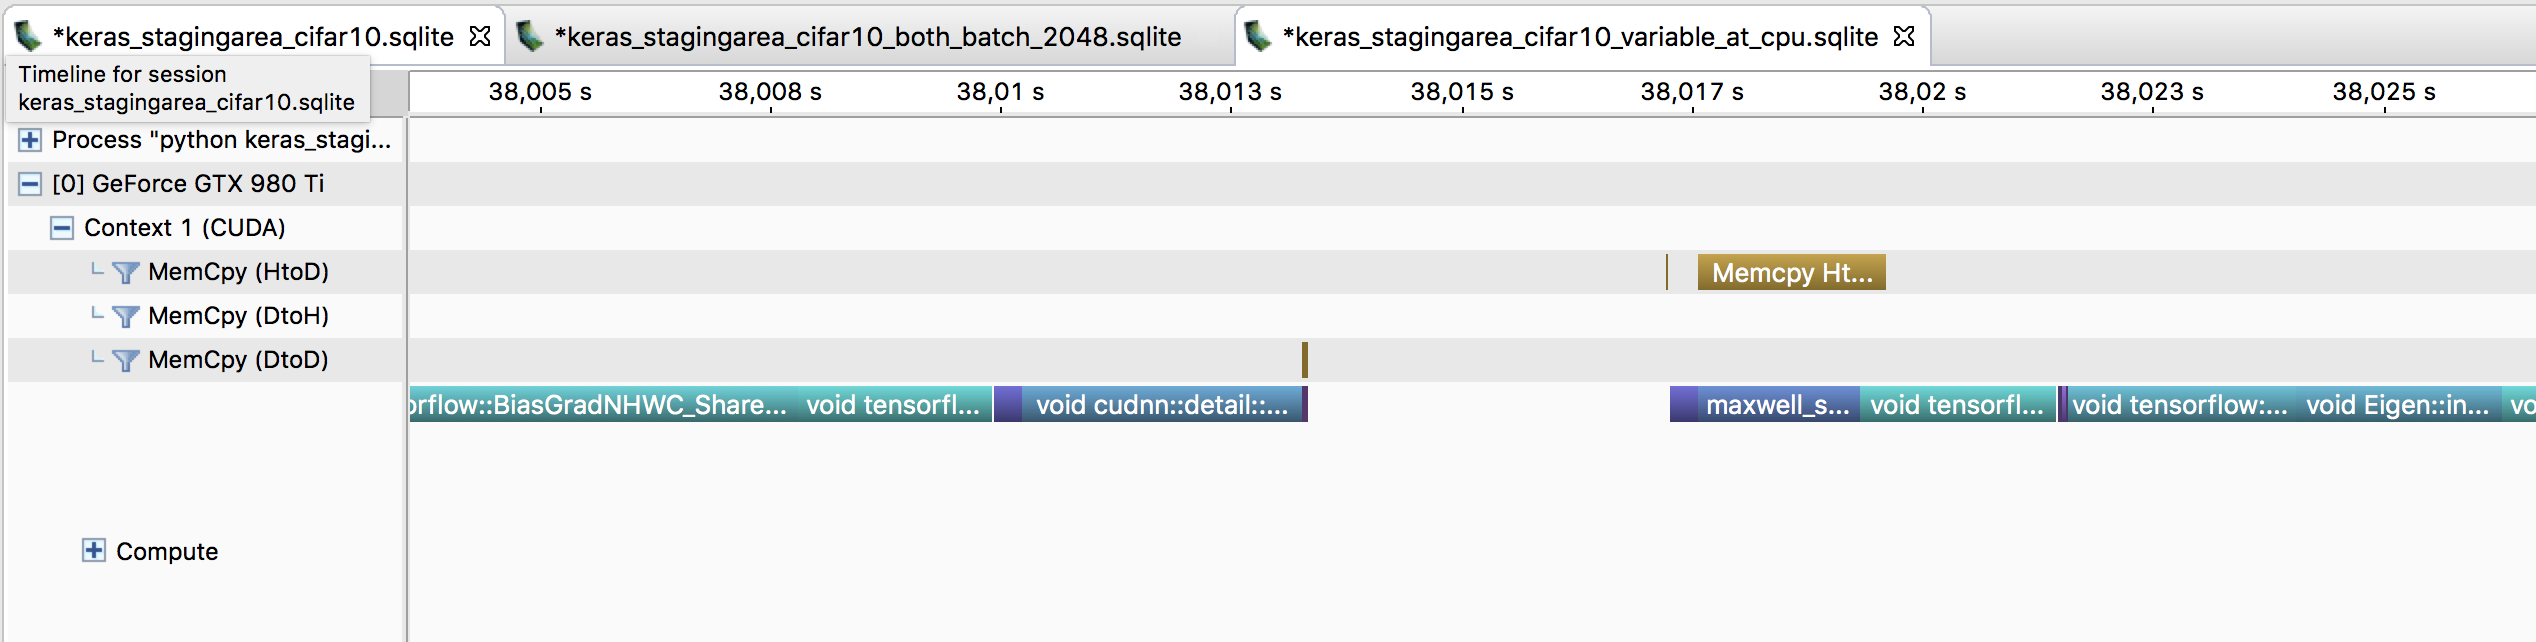 *keras_stagingarea_cifar10.sqlite
*keras_stagingarea_cifar10_both_batch_2048.sqlite
*keras_stagingarea_cifar10_variable_at_cpu.sqlite
Timeline for session
keras_stagingarea_cifar10.sqlite
38,005 s
38,008 s
38,01 s
38,013 s
38,015 s
38,017 s
38,02 s
38,023 s
38,025 s
Process "python keras_stagi...
[0] GeForce GTX 980 Ti
Context 1 (CUDA)
MemCpy (HtoD)
Memcpy Ht...
MemCpy (DtoH)
MemCpy (DtoD)
orflow::BiasGradNHWC_Share...
void tensorfl...
void cudnn::detail::...
maxwell_s...
void tensorfl...
void tensorflow:...
void Eigen::in...
vo
Compute